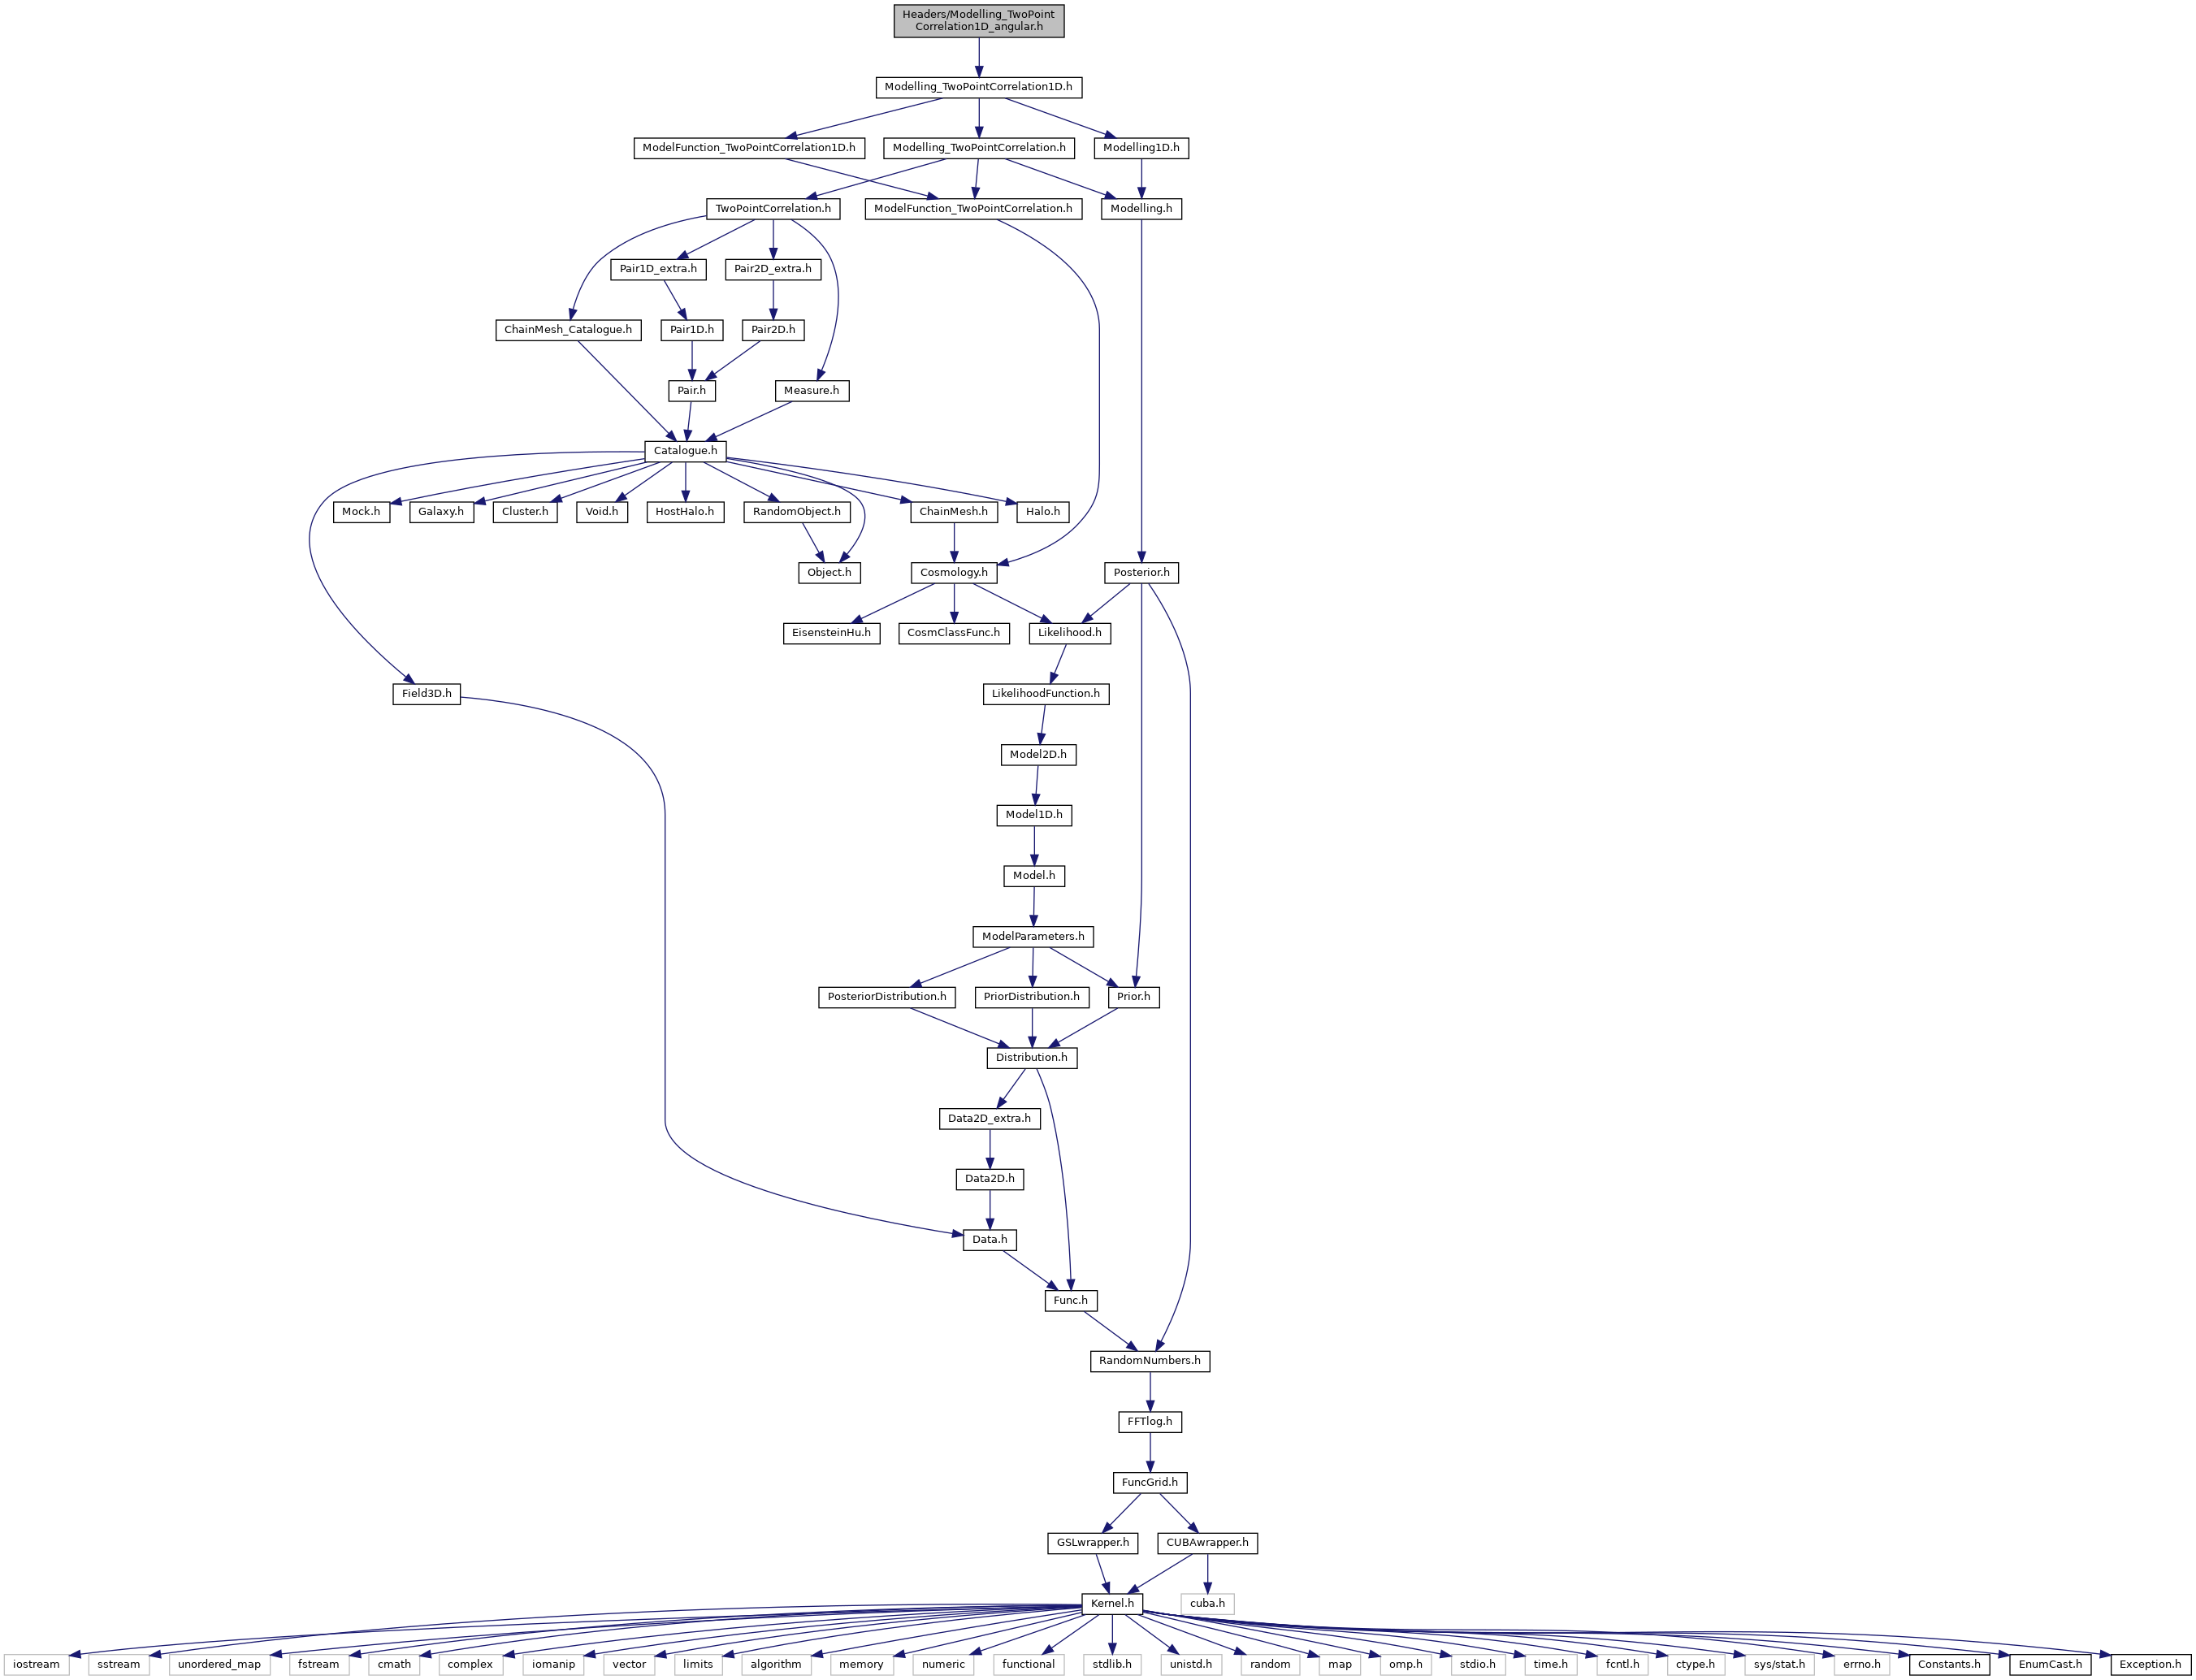 Headers/Modelling_TwoPoint
Correlation1D_angular.h
Modelling_TwoPointCorrelation1D.h
ModelFunction_TwoPointCorrelation1D.h
Modelling_TwoPointCorrelation.h
Modelling1D.h
TwoPointCorrelation.h
ModelFunction_TwoPointCorrelation.h
Modelling.h
Pair1D_extra.h
Pair2D_extra.h
ChainMesh_Catalogue.h
Pair1D.h
Pair2D.h
Pair.h
Measure.h
Catalogue.h
Mock.h
Galaxy.h
Cluster.h
Void.h
HostHalo.h
RandomObject.h
ChainMesh.h
Halo.h
Object.h
Cosmology.h
Posterior.h
EisensteinHu.h
CosmClassFunc.h
Likelihood.h
Field3D.h
LikelihoodFunction.h
Model2D.h
Model1D.h
Model.h
ModelParameters.h
PosteriorDistribution.h
PriorDistribution.h
Prior.h
Distribution.h
Data2D_extra.h
Data2D.h
Data.h
Func.h
RandomNumbers.h
FFTlog.h
FuncGrid.h
GSLwrapper.h
CUBAwrapper.h
Kernel.h
cuba.h
iostream
sstream
unordered_map
fstream
cmath
complex
iomanip
vector
limits
algorithm
memory
numeric
functional
stdlib.h
unistd.h
random
map
omp.h
stdio.h
time.h
fcntl.h
ctype.h
sys/stat.h
errno.h
Constants.h
EnumCast.h
Exception.h